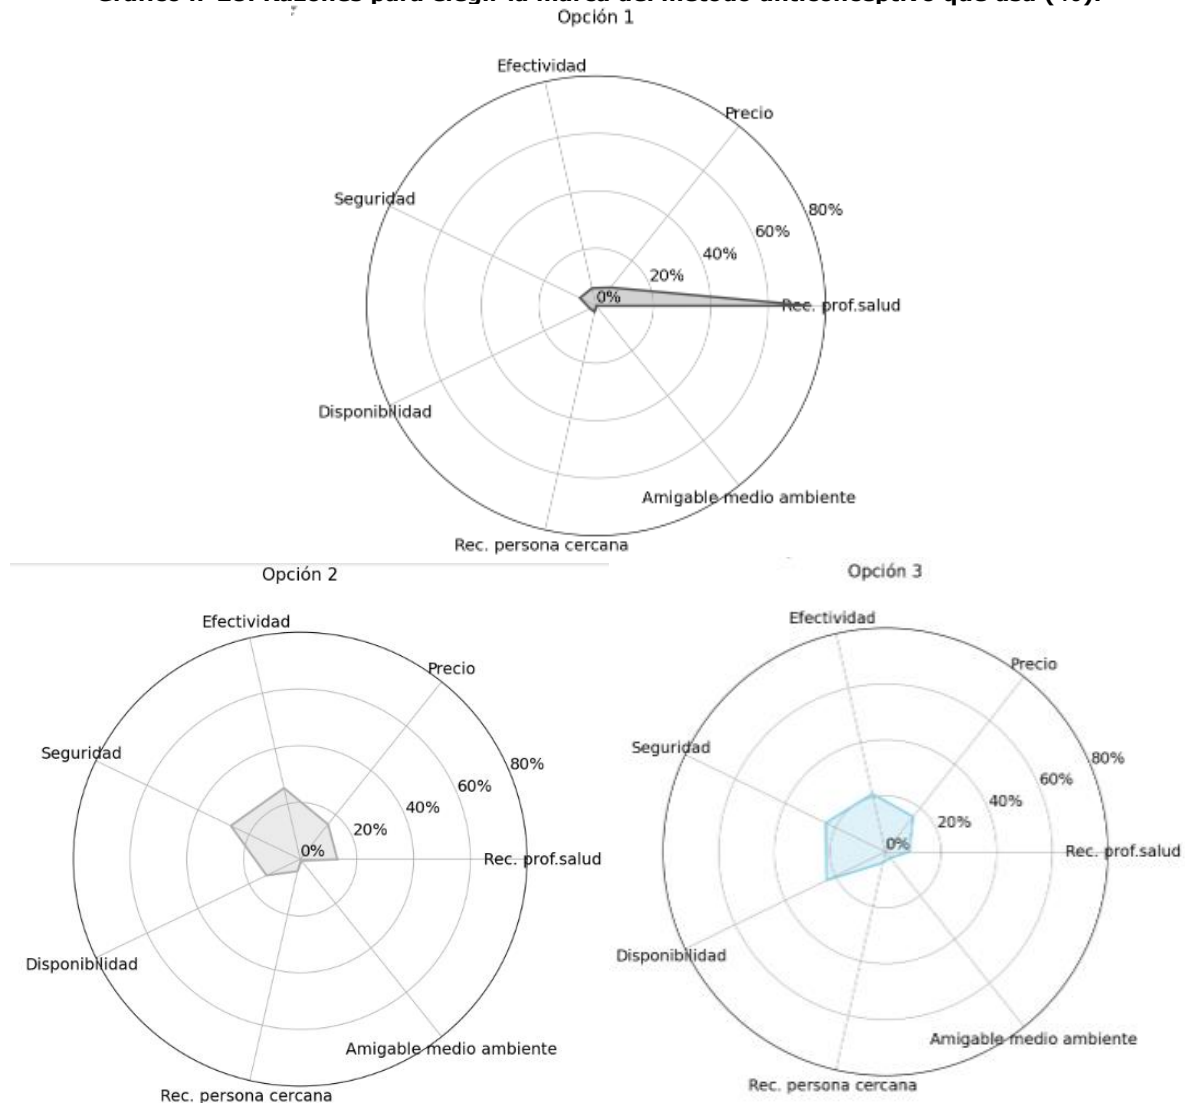 Opción 1
Efectividad
Precio
Seguridad
80%
60%
40%
20%
0%
Rec. prof.salud
Disponibilidad
Amigable medio ambiente
Rec. persona cercana
Opción 2
Efectividad
Precio
Seguridad
80%
60%
40%
20%
0%
Rec. prof.salud
Disponibilidad
Amigable medio ambiente
Rec. persona cercana
Opción 3
Efectividad
Precio
Seguridad
80%
60%
40%
20%
0%
Rec. prof.salud
Disponibilidad
Amigable medio ambiente
Rec. persona cercana